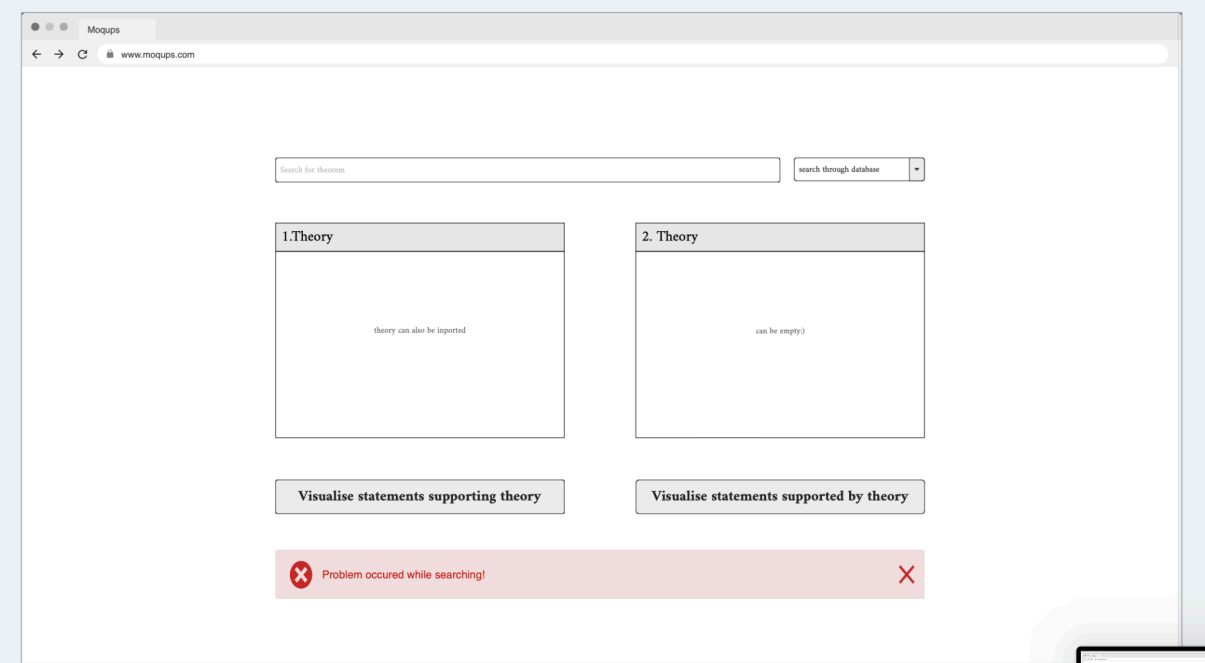 Moqups
www.moqups.com
Search for theorem
search through database
1.Theory
2. Theory
theory can also be inported
can be empty:)
Visualise statements supporting theory
Visualise statements supported by theory
Problem occured while searching!